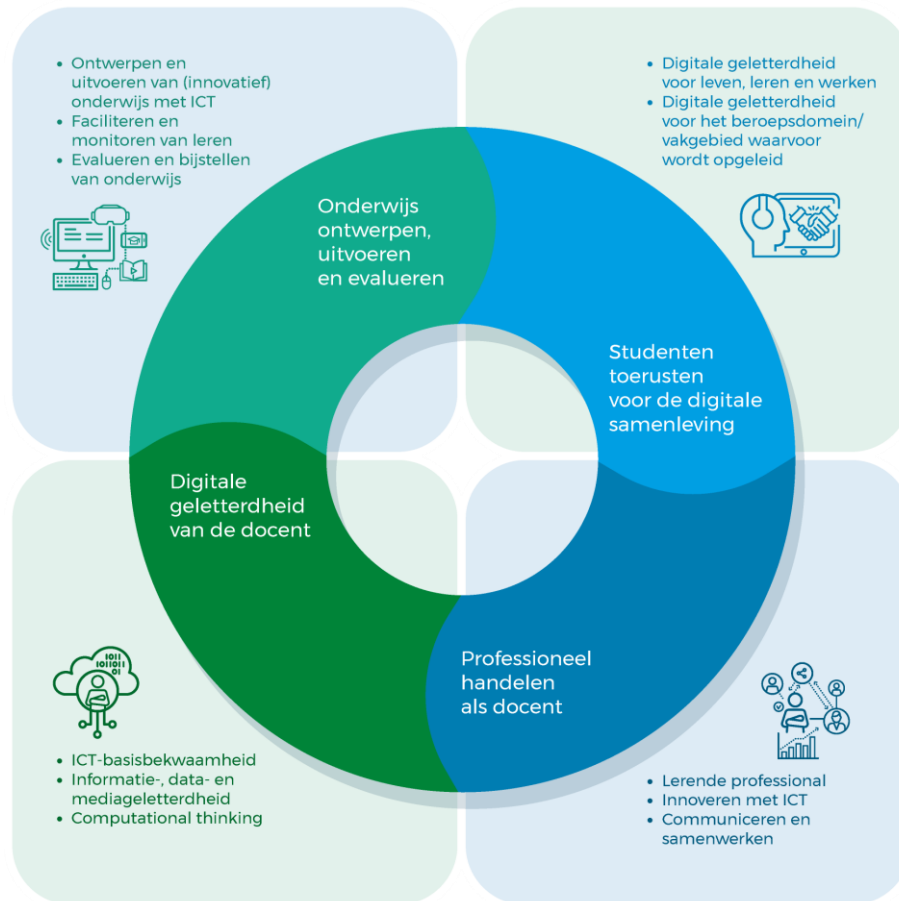 • Ontwerpen en
uitvoeren van (innovatief)
onderwijs met ICT
• Faciliteren en
monitoren van leren
• Evalueren en bijstellen
van onderwijs
• Digitale geletterdheid
voor leven, leren en werken
• Digitale geletterdheid
voor het beroepsdomein/
vakgebied waarvoor
wordt opgeleid
Onderwijs
ontwerpen,
uitvoeren
en evalueren
Studenten
toerusten
voor de digitale
samenleving
Digitale
geletterdheid
van de docent
Professioneel
handelen
als docent
1011
1011011
01
• ICT-basisbekwaamheid
• Informatie-, data- en
mediageletterdheid
• Computational thinking
• Lerende professional
• Innoveren met ICT
• Communiceren en
samenwerken